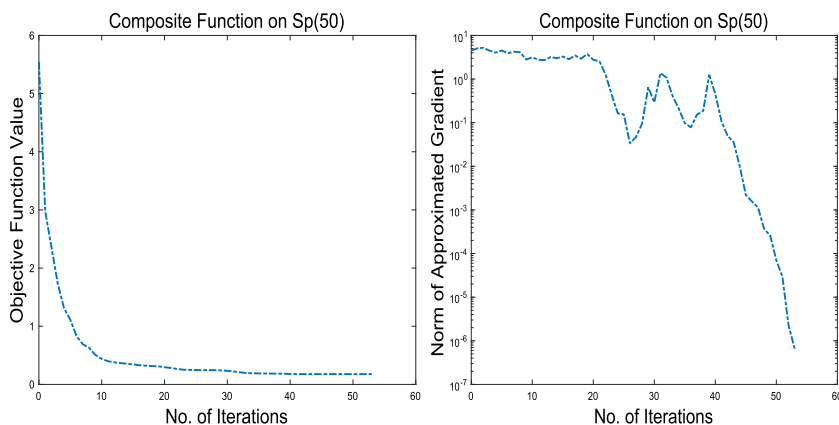 Composite Function on Sp(50)
Objective Function Value
6
5
4
3
2
1
0
0 10 20 30 40 50 60
No. of Iterations
Composite Function on Sp(50)
Norm of Approximated Gradient
10^1
10^0
10^-1
10^-2
10^-3
10^-4
10^-5
10^-6
10^-7
0 10 20 30 40 50 60
No. of Iterations